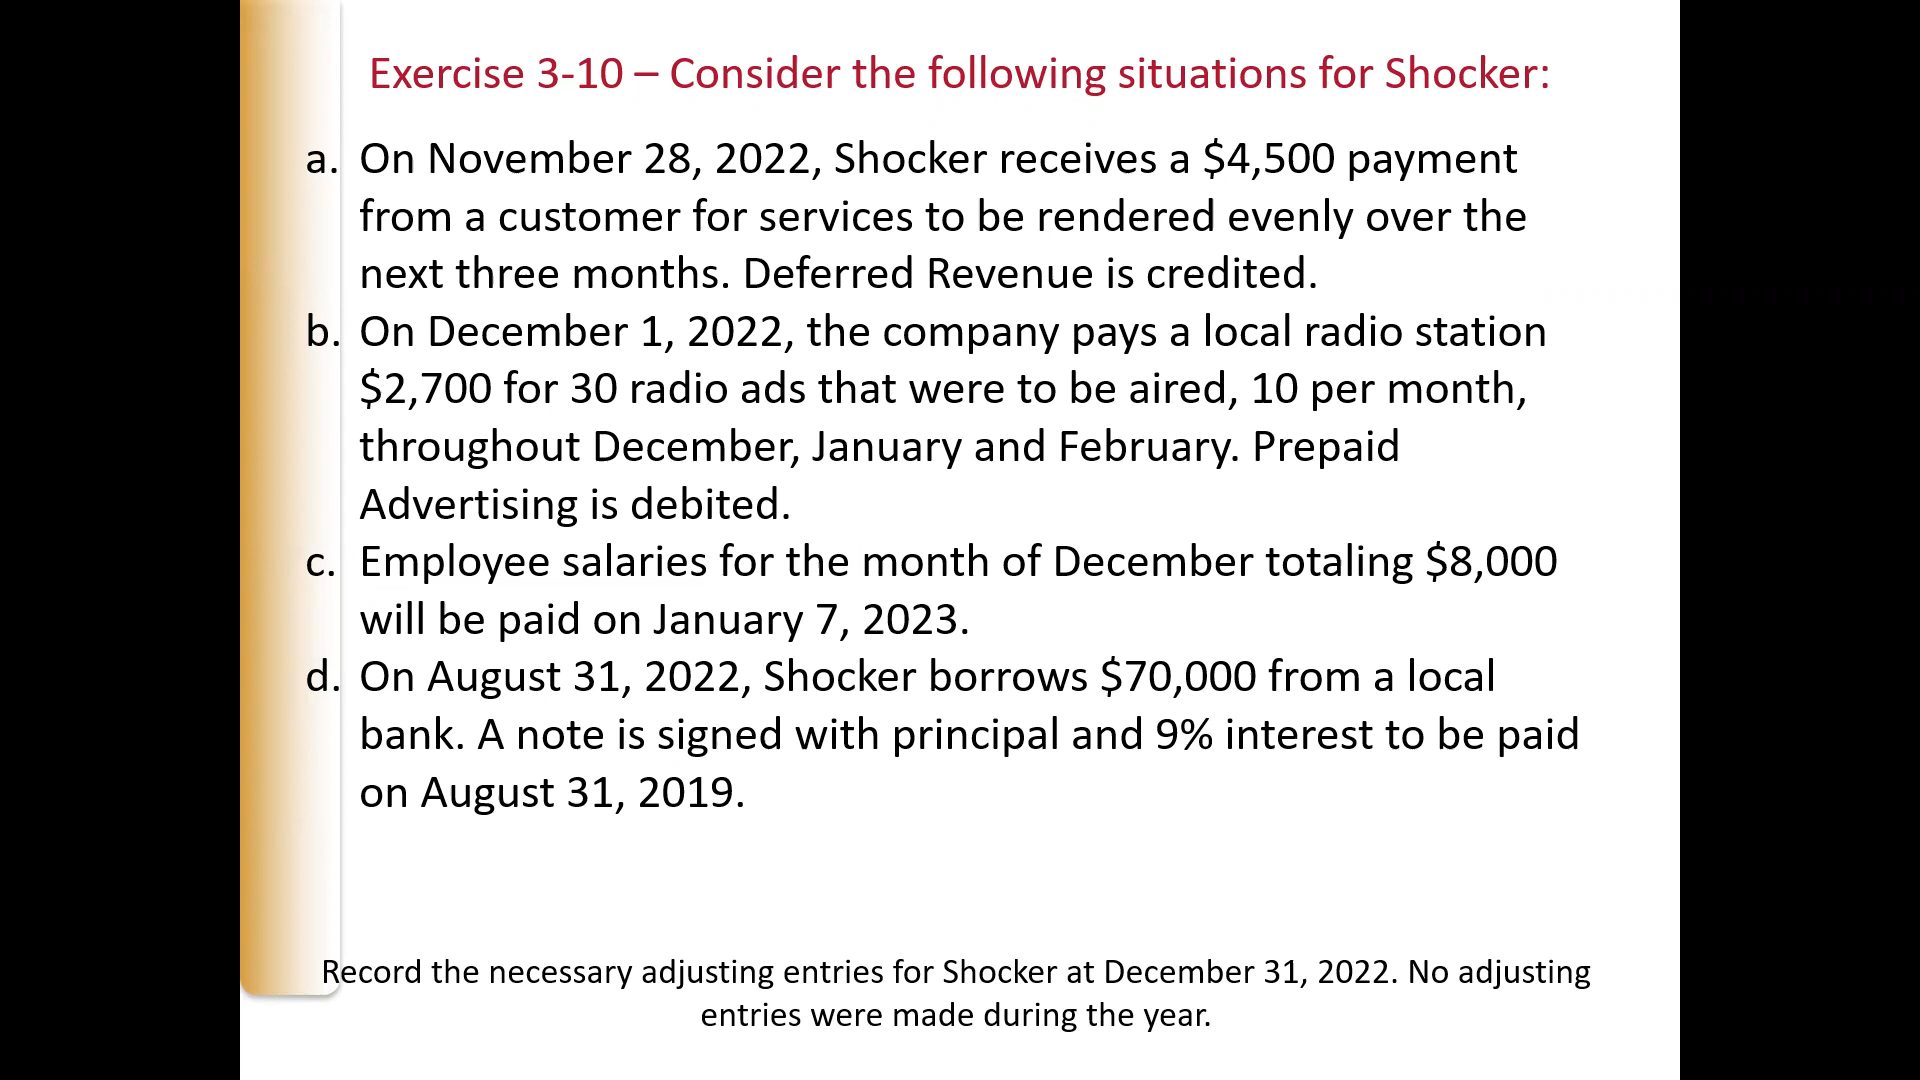 Exercise 3-10 – Consider the following situations for Shocker:
a. On November 28, 2022, Shocker receives a $4,500 payment
from a customer for services to be rendered evenly over the
next three months. Deferred Revenue is credited.
b. On December 1, 2022, the company pays a local radio station
$2,700 for 30 radio ads that were to be aired, 10 per month,
throughout December, January and February. Prepaid
Advertising is debited.
c. Employee salaries for the month of December totaling $8,000
will be paid on January 7, 2023.
d. On August 31, 2022, Shocker borrows $70,000 from a local
bank. A note is signed with principal and 9% interest to be paid
on August 31, 2019.
Record the necessary adjusting entries for Shocker at December 31, 2022. No adjusting
entries were made during the year.